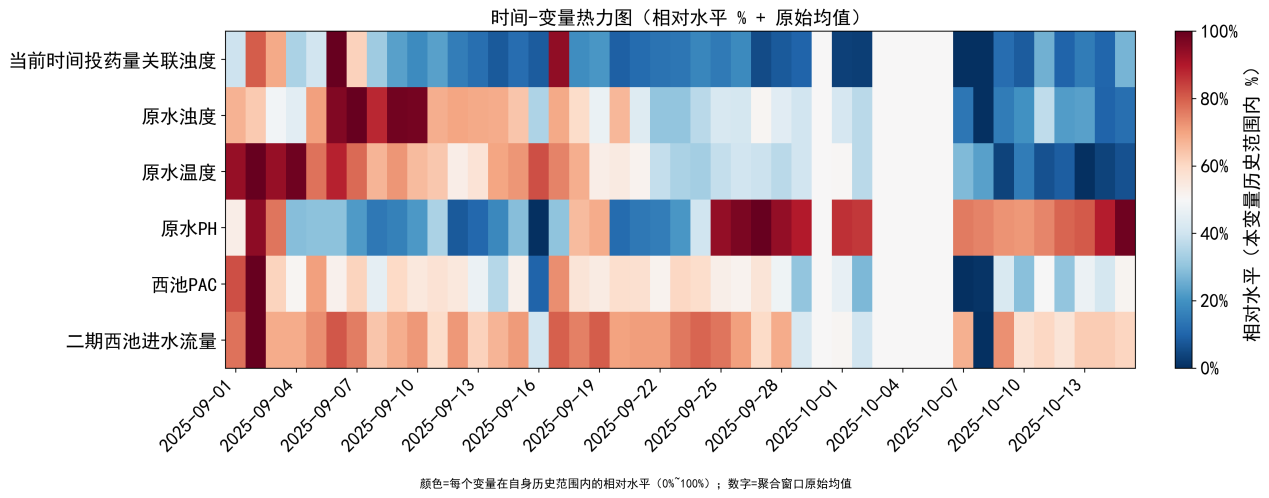 时间-变量热力图（相对水平 % + 原始均值）
当前时间投药量关联浊度
原水浊度
原水温度
原水PH
西池PAC
二期西池进水流量
2025-09-01
2025-09-04
2025-09-07
2025-09-10
2025-09-13
2025-09-16
2025-09-19
2025-09-22
2025-09-25
2025-09-28
2025-10-01
2025-10-04
2025-10-07
2025-10-10
2025-10-13
100%
80%
60%
40%
20%
0%
相对水平（本变量历史范围内 %）
颜色=每个变量在自身历史范围内的相对水平（0%~100%）；数字=聚合窗口原始均值